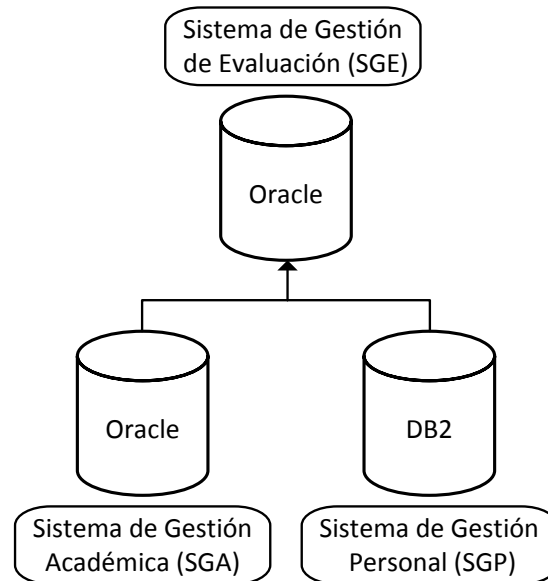 Sistema de Gestión
de Evaluación (SGE)
Oracle
Oracle
DB2
Sistema de Gestión
Académica (SGA)
Sistema de Gestión
Personal (SGP)